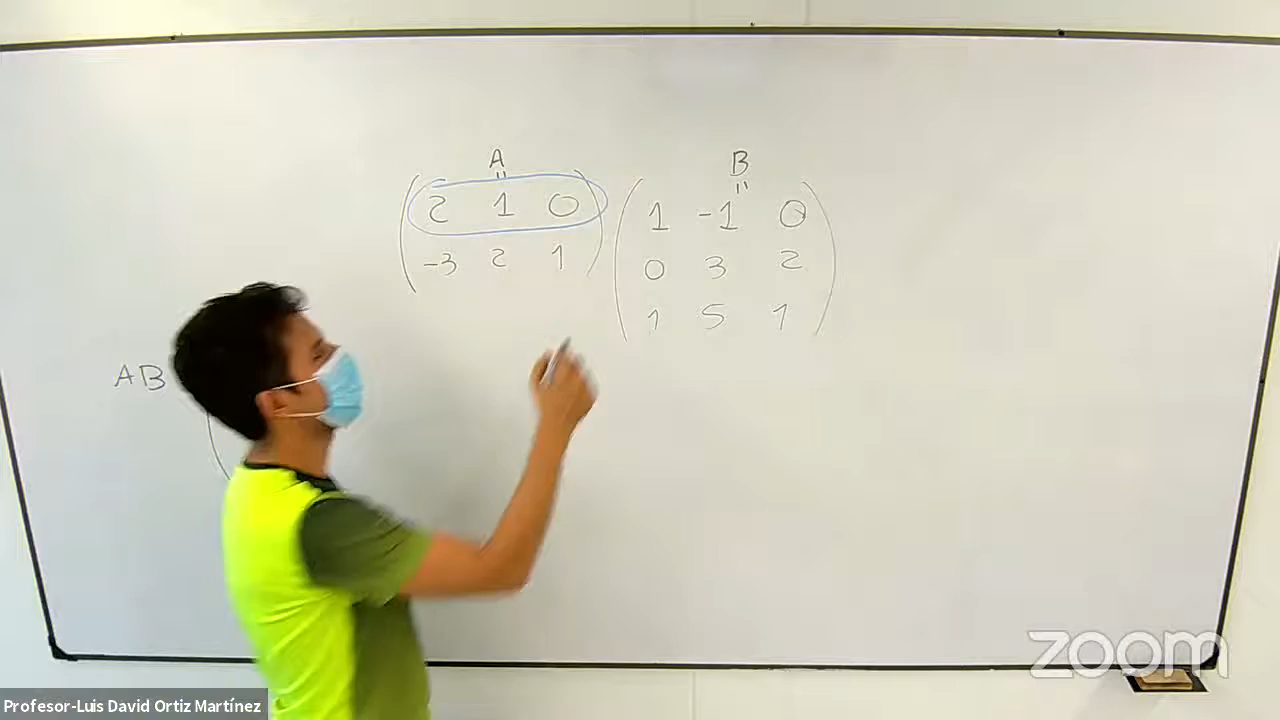 A B
" "
2 1 0 1 -1 0
-3 2 1 0 3 2
1 5 1
AB
zoom
Profesor-Luis David Ortiz Martínez